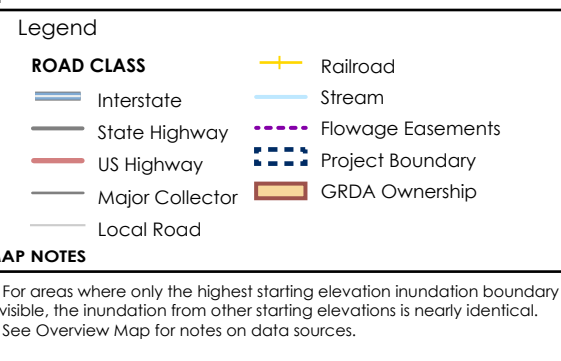 Legend
ROAD CLASS
Interstate
State Highway
US Highway
Major Collector
Local Road
Railroad
Stream
Flowage Easements
Project Boundary
GRDA Ownership
AP NOTES
For areas where only the highest starting elevation inundation boundary
visible, the inundation from other starting elevations is nearly identical.
See Overview Map for notes on data sources.